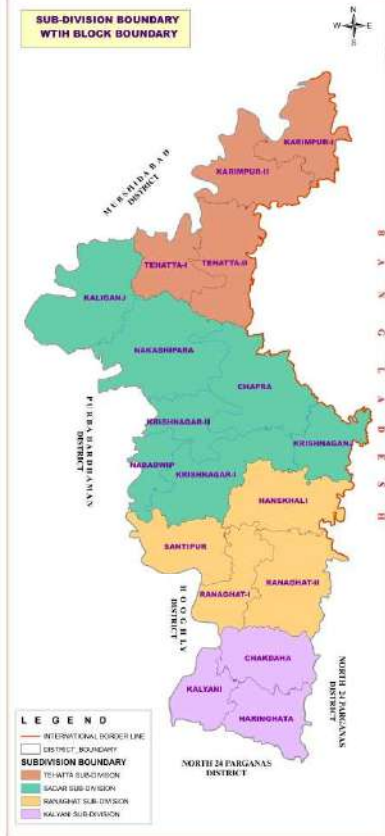 SUB-DIVISION BOUNDARY
WTIH BLOCK BOUNDARY
N
W E
S
KARIMPUR-I
KARIMPUR-II
MURSHIDABAD
DISTRICT
TEHATTA-I
TEHATTA-II
BANGLADESH
KALIGANJ
NAKASHIPARA
CHAPRA
PURBA BARDHAMAN
DISTRICT
KRISHNAGAR-II
KRISHNAGANJ
NABADWIP
KRISHNAGAR-I
HANSKHALI
SANTIPUR
RANAGHAT-II
RANAGHAT-I
HOOGHLY
DISTRICT
CHAKDAHA
KALYANI
HARINGHATA
NORTH 24 PARGANAS
DISTRICT
NORTH 24 PARGANAS
DISTRICT
LEGEND
INTERNATIONAL BORDER LINE
DISTRICT_BOUNDARY
SUBDIVISION BOUNDARY
TEHATTA SUB-DIVISION
SADAR SUB-DIVISION
RANAGHAT SUB-DIVISION
KALYANI SUB-DIVISION